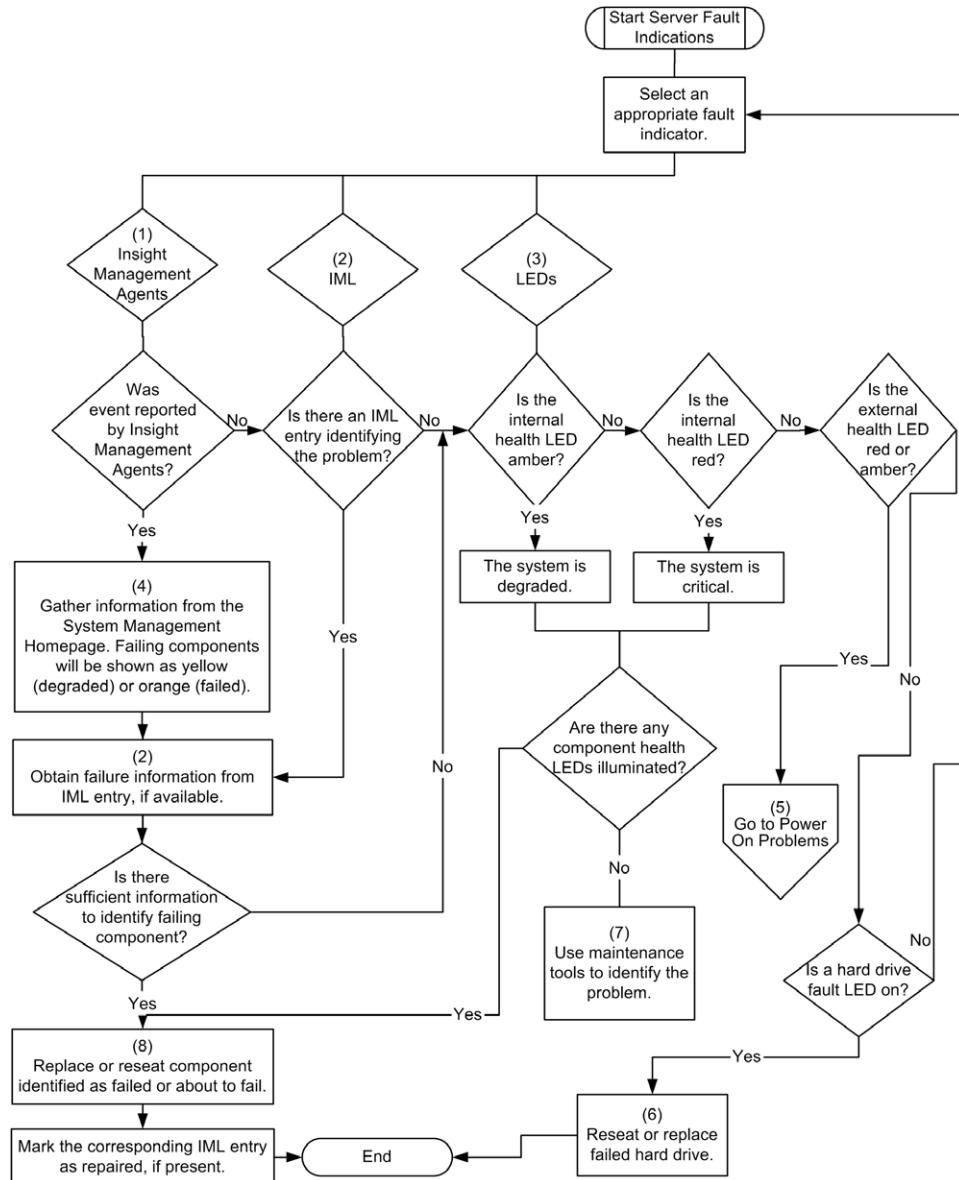 Start Server Fault
Indications
Select an
appropriate fault
indicator.
(1)
Insight
Management
Agents
(2)
IML
(3)
LEDs
Was
event reported
by Insight
Management
Agents?
No
Is there an IML
entry identifying
the problem?
No
Is the
internal
health LED
amber?
No
Is the
internal
health LED
red?
No
Is the
external
health LED
red or
amber?
Yes
Yes
Yes
(4)
Gather information from the
System Management
Homepage. Failing components
will be shown as yellow
(degraded) or orange (failed).
Yes
The system is
degraded.
The system is
critical.
Yes
No
(2)
Obtain failure information from
IML entry, if available.
No
Are there any
component health
LEDs illuminated?
(5)
Go to Power
On Problems
Is there
sufficient information
to identify failing
component?
No
(7)
Use maintenance
tools to identify the
problem.
No
Is a hard drive
fault LED on?
Yes
Yes
Yes
(8)
Replace or reseat component
identified as failed or about to fail.
(6)
Reseat or replace
failed hard drive.
Mark the corresponding IML entry
as repaired, if present.
End